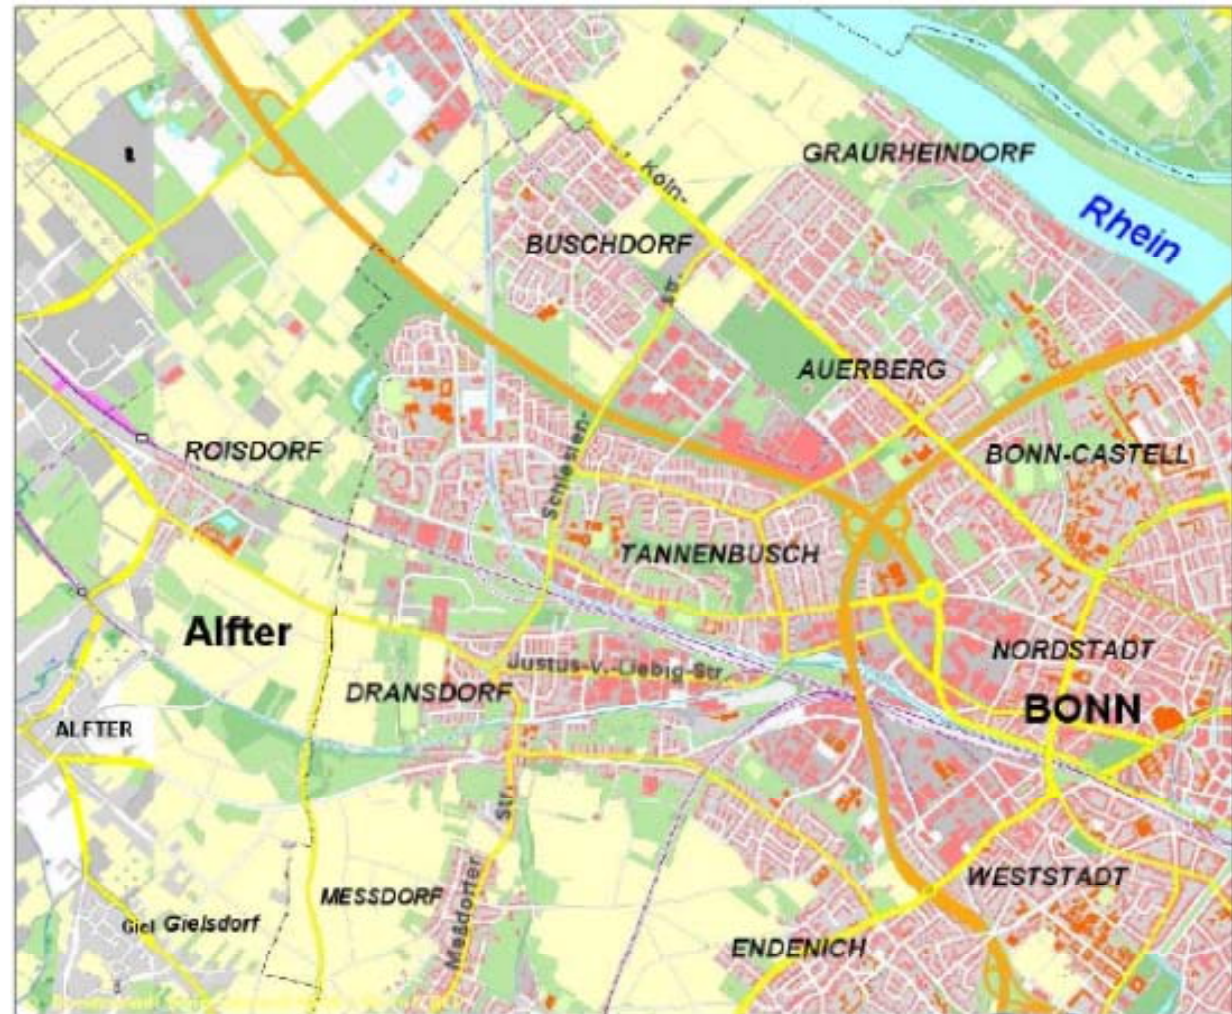 GRAURHEINDORF
Köln-
str.
Rhein
BUSCHDORF
AUERBERG
ROISDORF
Schlesien-
BONN-CASTELL
TANNENBUSCH
Alfter
NORDSTADT
Justus-v.-Liebig-Str.
DRANSDORF
BONN
ALFTER
Str.
WESTSTADT
MESSDORF
Meßdorfer
Giel Gielsdorf
ENDENICH